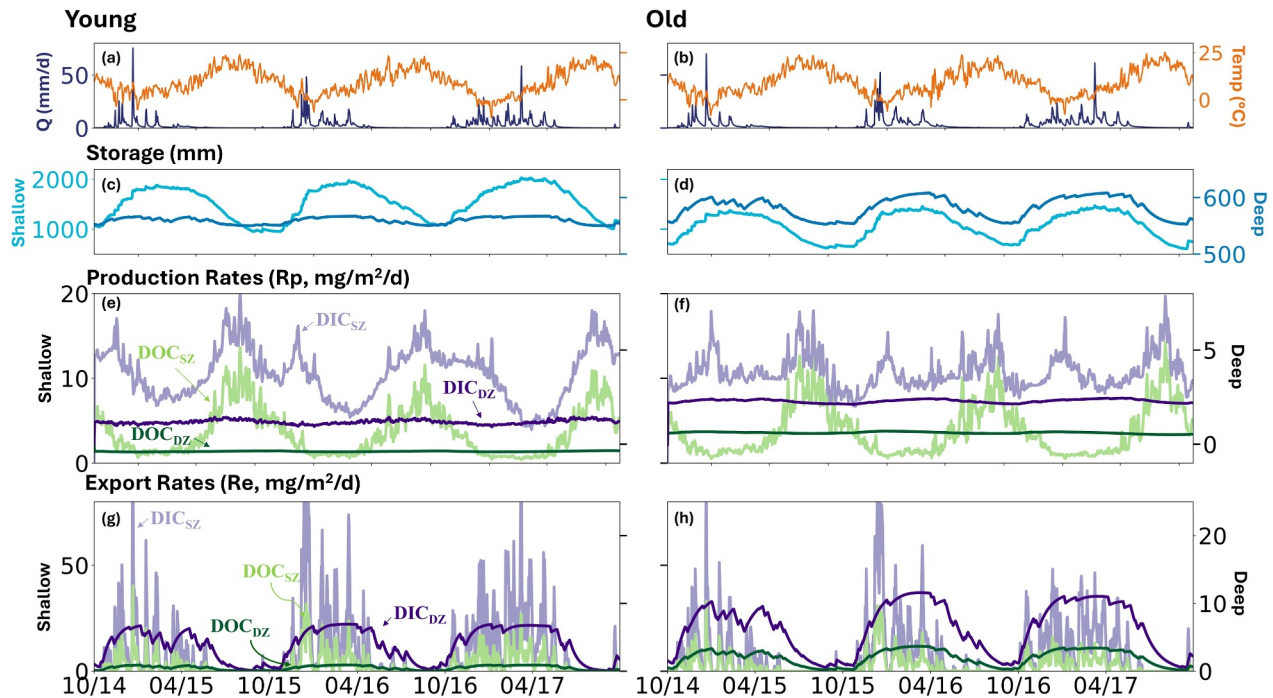 Young Old
(a) (b)
Q (mm/d)
50
0
25
0
Temp (°C)
Storage (mm)
(c) (d)
Shallow
2000
1000
600
500
Deep
Production Rates (Rp, mg/m²/d)
(e) (f)
Shallow
20
10
0
DIC_SZ
DOC_SZ
DIC_DZ
DOC_DZ
5
0
Deep
Export Rates (Re, mg/m²/d)
(g) (h)
Shallow
50
0
DIC_SZ
DOC_SZ
DIC_DZ
DOC_DZ
20
10
0
Deep
10/14 04/15 10/15 04/16 10/16 04/17 10/14 04/15 10/15 04/16 10/16 04/17